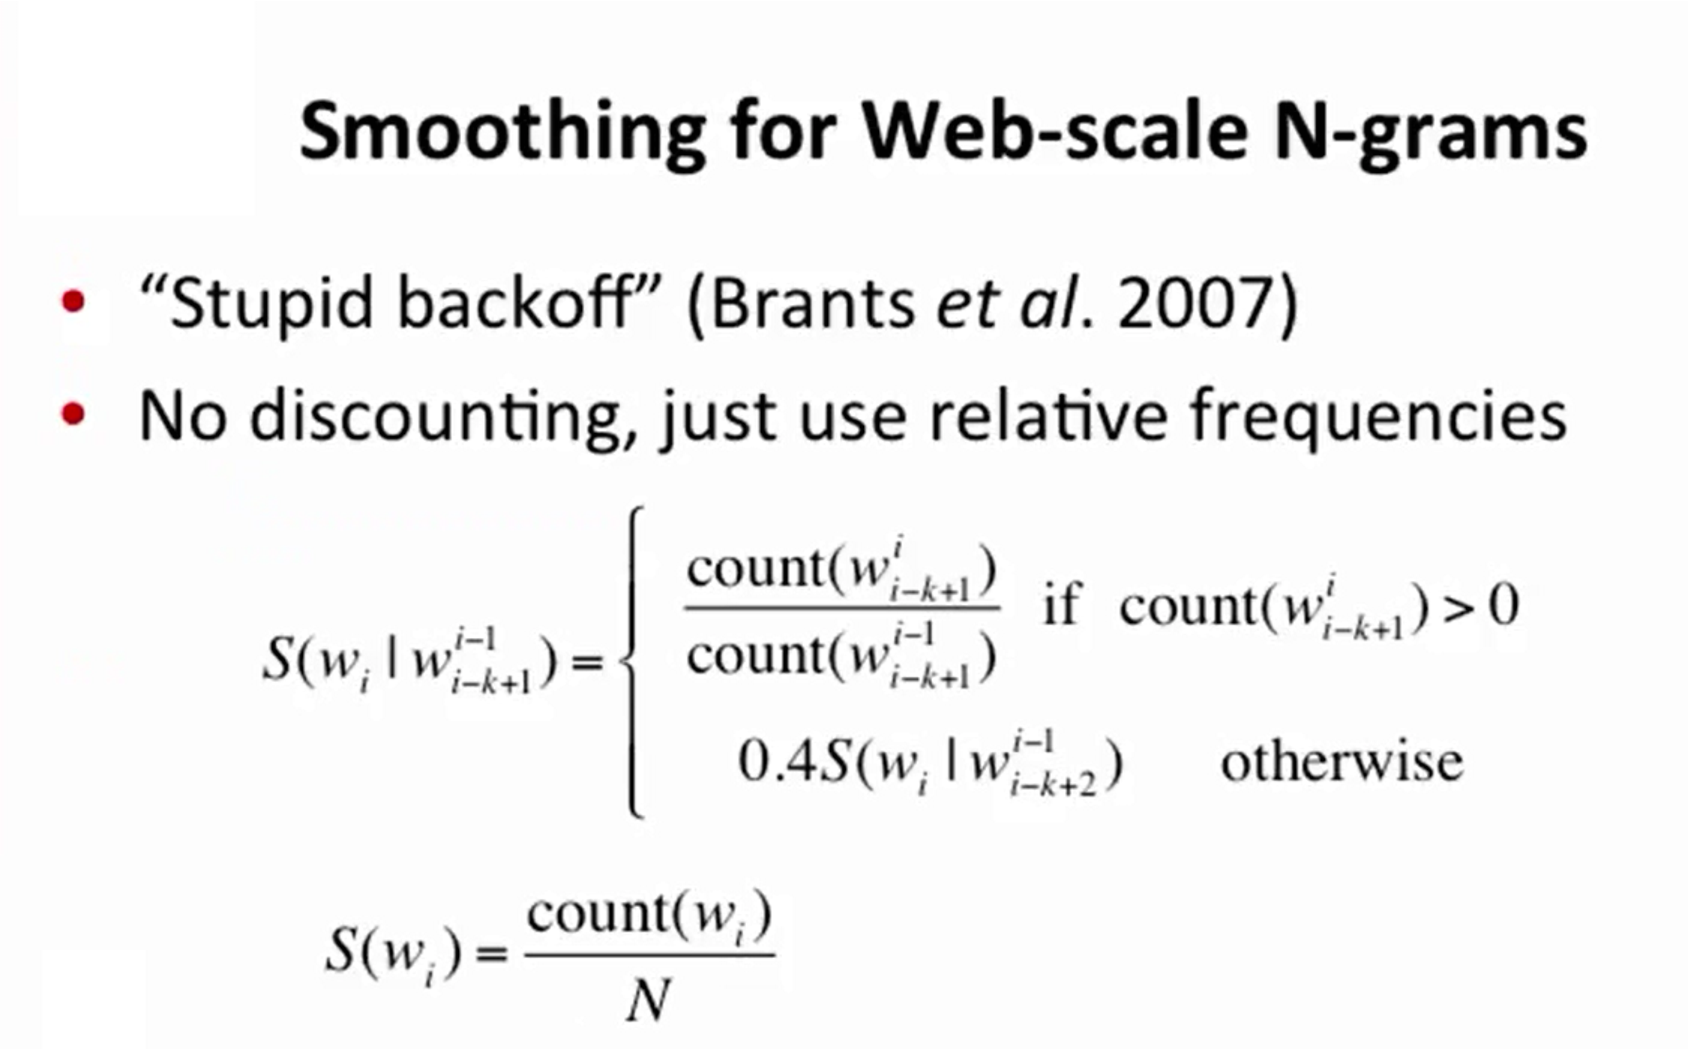 Smoothing for Web-scale N-grams
• “Stupid backoff” (Brants et al. 2007)
• No discounting, just use relative frequencies
$$S(w_i \mid w_{i-k+1}^{i-1}) = \begin{cases} \dfrac{\text{count}(w_{i-k+1}^{i})}{\text{count}(w_{i-k+1}^{i-1})} & \text{if } \text{count}(w_{i-k+1}^{i}) > 0 \\ 0.4S(w_i \mid w_{i-k+2}^{i-1}) & \text{otherwise} \end{cases}$$
$$S(w_i) = \frac{\text{count}(w_i)}{N}$$